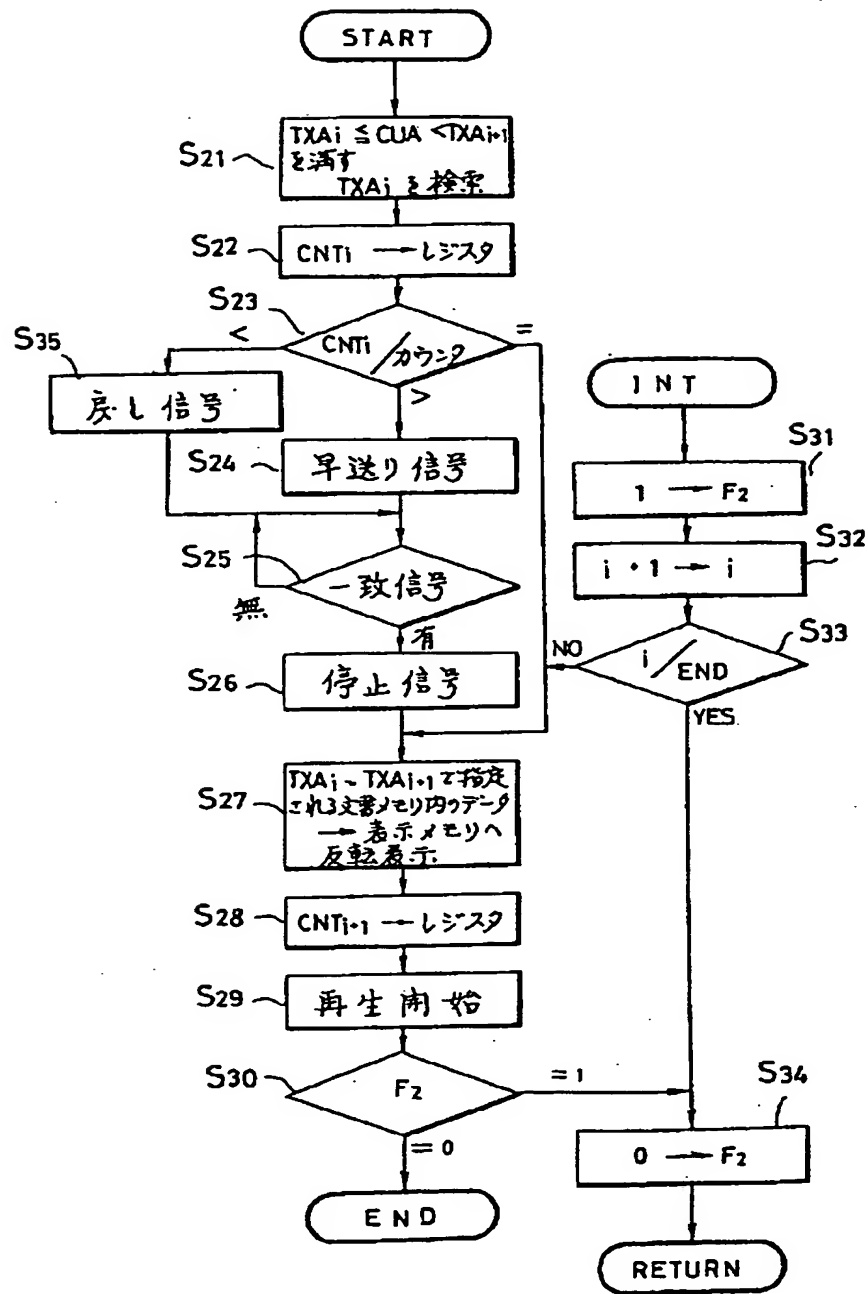 START
S21
TXAi ≦ CUA < TXAi+1
を満す
TXAi を検索
S22
CNTi → レジスタ
S23
CNTi / カウンタ
<
=
>
S35
戻し信号
S24
早送り信号
S25
一致信号
無
有
S26
停止信号
S27
TXAi ~ TXAi+1で指定
される文書メモリ内のデータ
→ 表示メモリへ
反転表示
S28
CNTi+1 → レジスタ
S29
再生開始
S30
F2
=1
=0
END
INT
S31
1 → F2
S32
i + 1 → i
S33
i / END
NO
YES
S34
0 → F2
RETURN